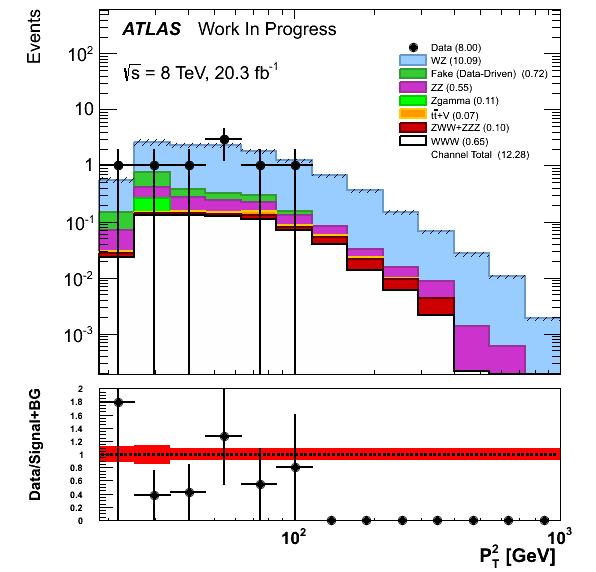 Events
ATLAS Work In Progress
√s = 8 TeV, 20.3 fb⁻¹
Data (8.00)
WZ (10.09)
Fake (Data-Driven) (0.72)
ZZ (0.55)
Zgamma (0.11)
tt̄+V (0.07)
ZWW+ZZZ (0.10)
WWW (0.65)
Channel Total (12.28)
10²
10
1
10⁻¹
10⁻²
10⁻³
Data/Signal+BG
2
1.8
1.6
1.4
1.2
1
0.8
0.6
0.4
0.2
0
10²
10³
P²_T [GeV]